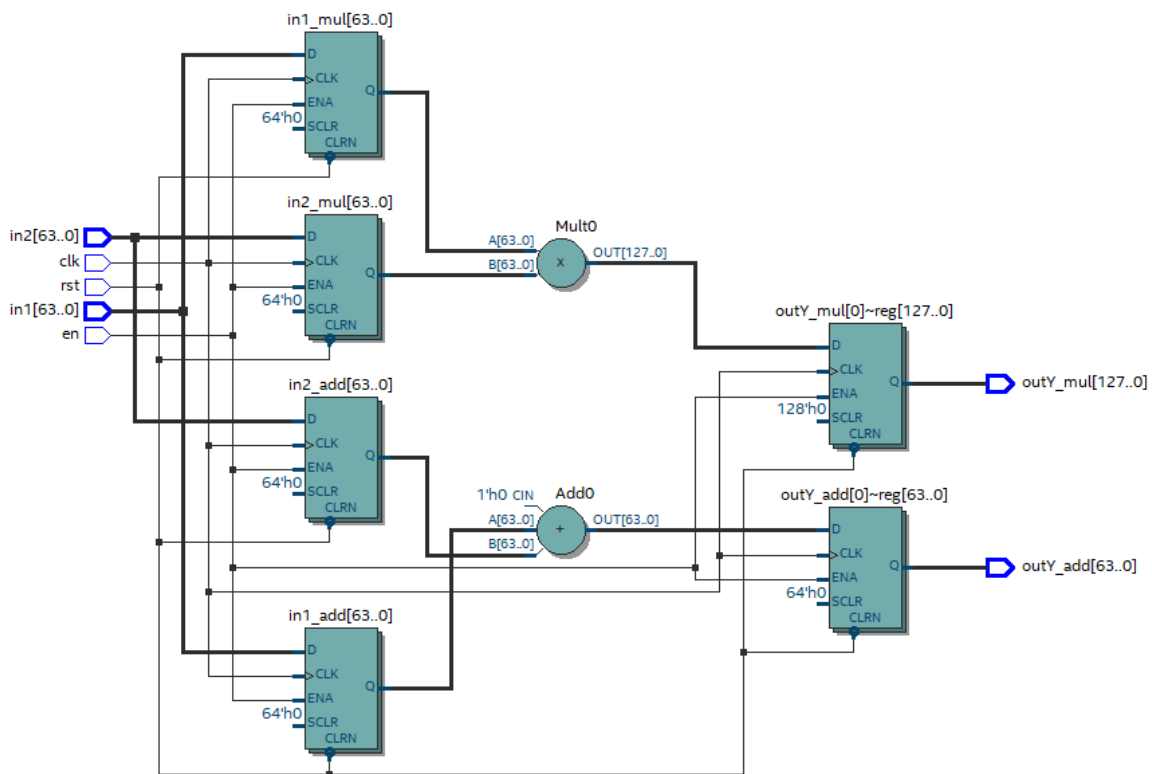 in1_mul[63..0]
D
CLK
ENA
64'h0
SCLR
CLRN
Q
in2_mul[63..0]
D
CLK
ENA
64'h0
SCLR
CLRN
Q
in2[63..0]
clk
rst
in1[63..0]
en
in2_add[63..0]
D
CLK
ENA
64'h0
SCLR
CLRN
Q
in1_add[63..0]
D
CLK
ENA
64'h0
SCLR
CLRN
Q
Mult0
A[63..0]
B[63..0]
x
OUT[127..0]
Add0
1'h0 CIN
A[63..0]
B[63..0]
+
OUT[63..0]
outY_mul[0]~reg[127..0]
D
CLK
ENA
128'h0
SCLR
CLRN
Q
outY_mul[127..0]
outY_add[0]~reg[63..0]
D
CLK
ENA
64'h0
SCLR
CLRN
Q
outY_add[63..0]